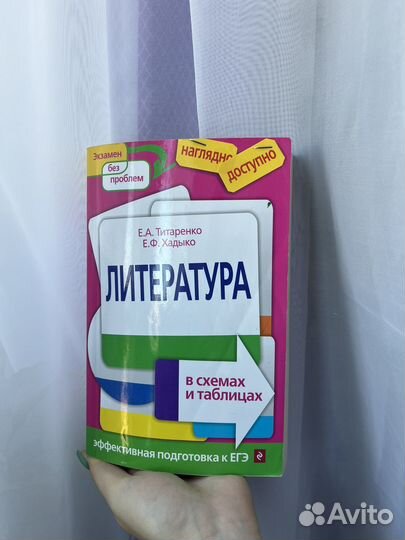 Экзамен
без
проблем
наглядно
доступно
Е.А. Титаренко
Е.Ф. Хадыко
ЛИТЕРАТУРА
в схемах
и таблицах
эффективная подготовка к ЕГЭ
Avito